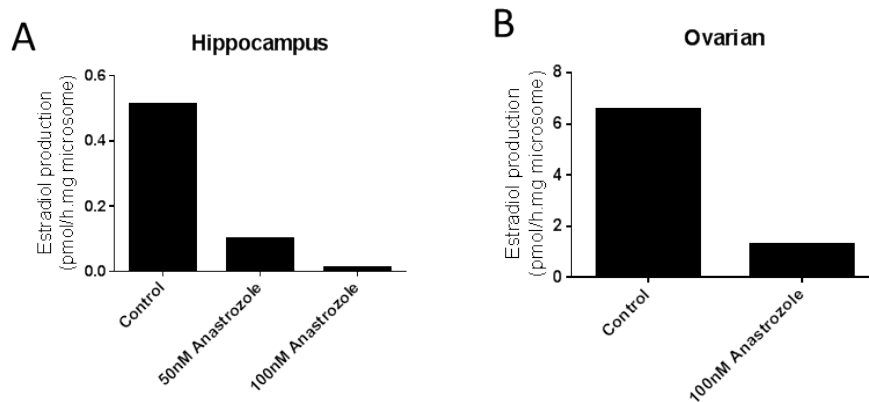 A
Hippocampus
Estradiol production
(pmol/h.mg microsome)
0.6
0.4
0.2
0.0
Control
50nM Anastrozole
100nM Anastrozole
B
Ovarian
Estradiol production
(pmol/h.mg microsome)
8
6
4
2
0
Control
100nM Anastrozole